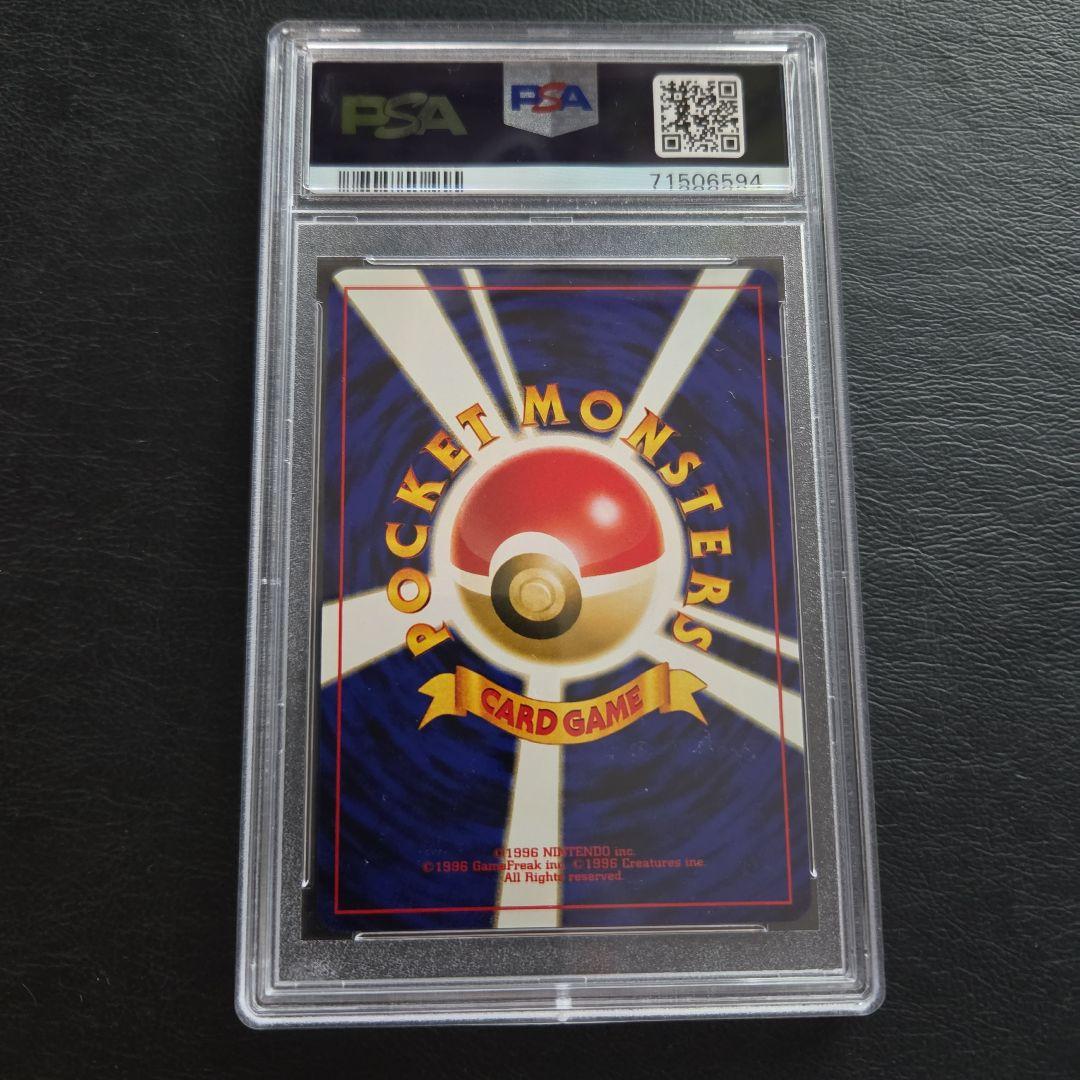 PSA
PSA
71506594
POCKET MONSTERS
CARD GAME
©1996 NINTENDO inc.
©1996 GameFreak inc. ©1996 Creatures inc.
All Rights reserved.